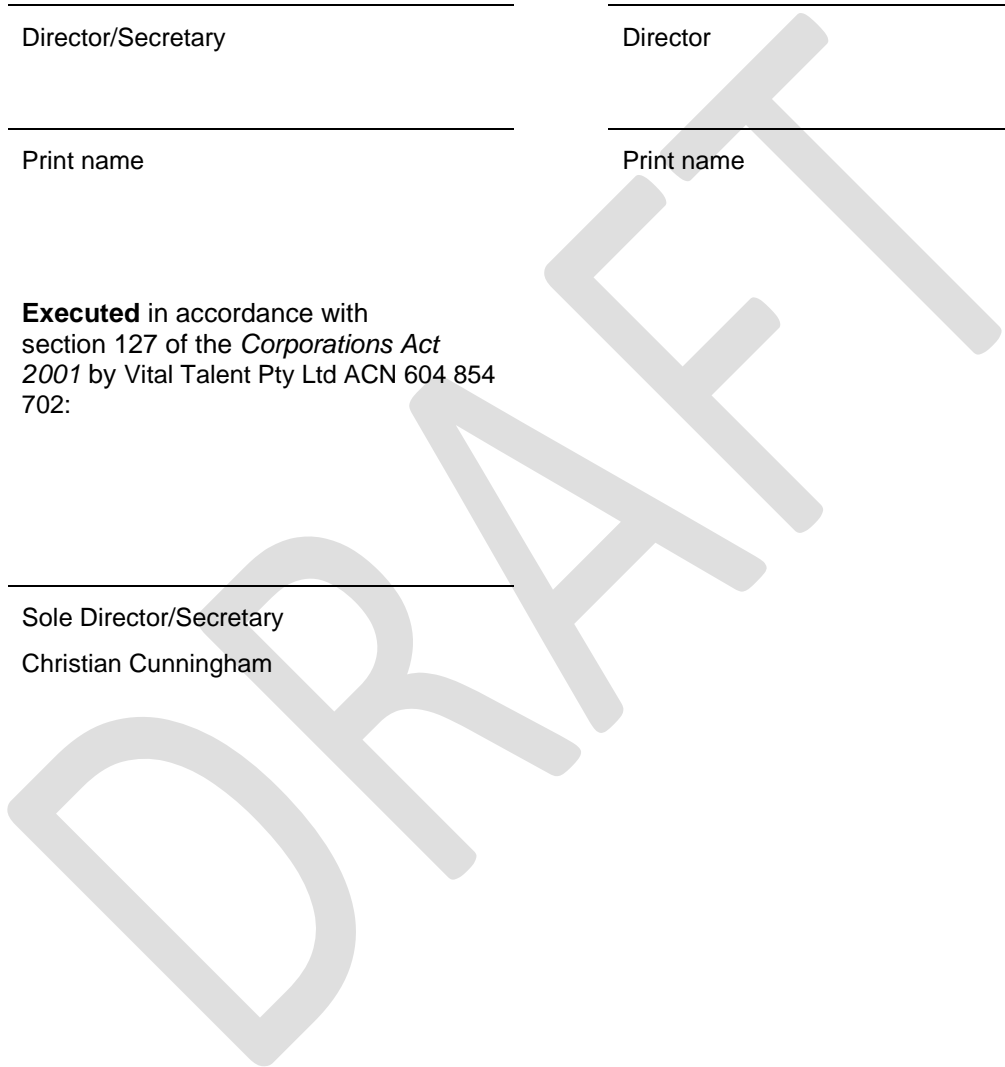 Director/Secretary
Director
Print name
Print name
Executed in accordance with
section 127 of the Corporations Act
2001 by Vital Talent Pty Ltd ACN 604 854
702:
Sole Director/Secretary
Christian Cunningham
DRAFT